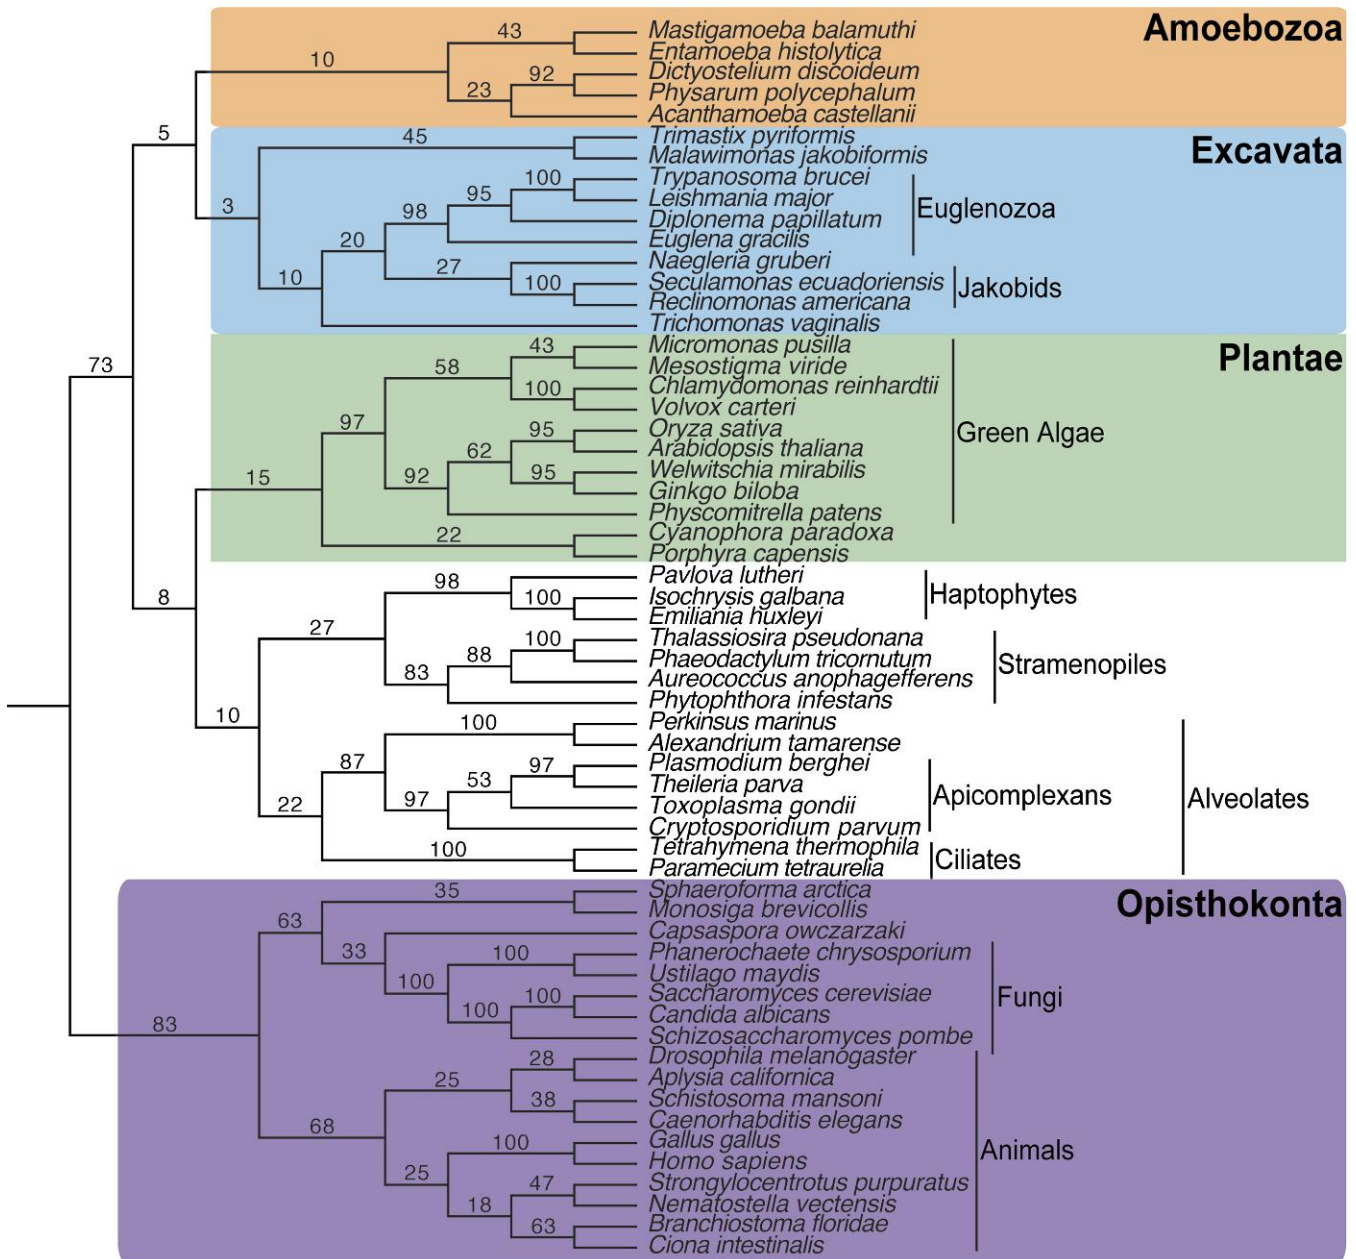 Amoebozoa
43
Mastigamoeba balamuthi
Entamoeba histolytica
10
92
Dictyostelium discoideum
23
Physarum polycephalum
Acanthamoeba castellanii
5
Excavata
45
Trimastix pyriformis
Malawimonas jakobiformis
100
Trypanosoma brucei
95
Leishmania major
3
98
Diplonema papillatum
Euglenozoa
20
Euglena gracilis
27
Naegleria gruberi
10
100
Seculamonas ecuadoriensis
Jakobids
Reclinomonas americana
Trichomonas vaginalis
73
Plantae
43
Micromonas pusilla
58
Mesostigma viride
100
Chlamydomonas reinhardtii
Volvox carteri
97
95
Oryza sativa
Green Algae
62
Arabidopsis thaliana
15
92
95
Welwitschia mirabilis
Ginkgo biloba
Physcomitrella patens
22
Cyanophora paradoxa
Porphyra capensis
8
98
Pavlova lutheri
100
Isochrysis galbana
Haptophytes
Emiliania huxleyi
27
100
Thalassiosira pseudonana
88
Phaeodactylum tricornutum
Stramenopiles
83
Aureococcus anophagefferens
Phytophthora infestans
10
100
Perkinsus marinus
Alexandrium tamarense
87
97
Plasmodium berghei
53
Theileria parva
22
97
Toxoplasma gondii
Apicomplexans
Alveolates
Cryptosporidium parvum
100
Tetrahymena thermophila
Ciliates
Paramecium tetraurelia
Opisthokonta
35
Sphaeroforma arctica
63
Monosiga brevicollis
33
Capsaspora owczarzaki
100
Phanerochaete chrysosporium
100
Ustilago maydis
Fungi
100
Saccharomyces cerevisiae
100
Candida albicans
Schizosaccharomyces pombe
83
28
Drosophila melanogaster
25
Aplysia californica
38
Schistosoma mansoni
Caenorhabditis elegans
68
100
Gallus gallus
Animals
Homo sapiens
25
47
Strongylocentrotus purpuratus
18
Nematostella vectensis
63
Branchiostoma floridae
Ciona intestinalis